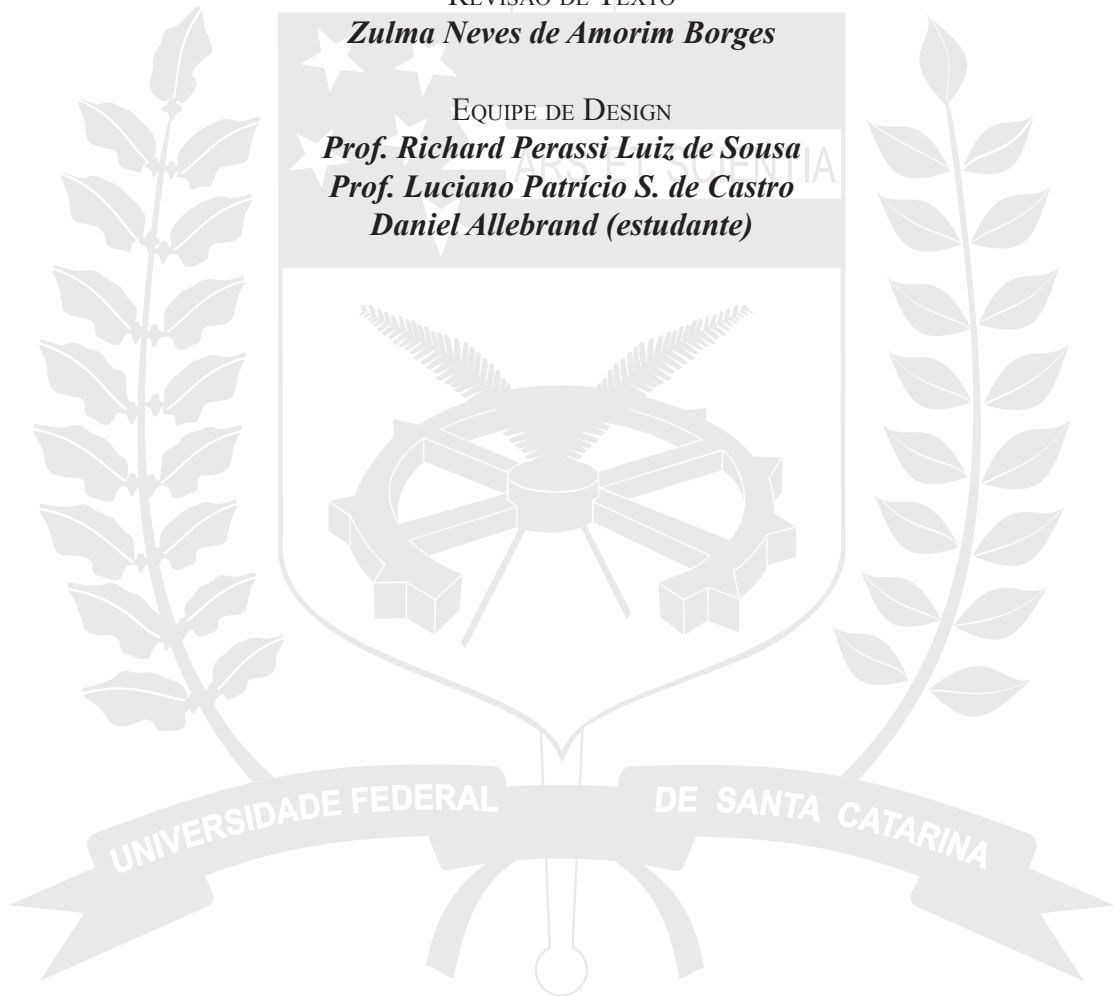 REVISÃO DE TEXTO
Zulma Neves de Amorim Borges
EQUIPE DE DESIGN
Prof. Richard Perassi Luiz de Sousa
ARS ET SCIENTIA
Prof. Luciano Patrício S. de Castro
Daniel Allebrand (estudante)
UNIVERSIDADE FEDERAL DE SANTA CATARINA